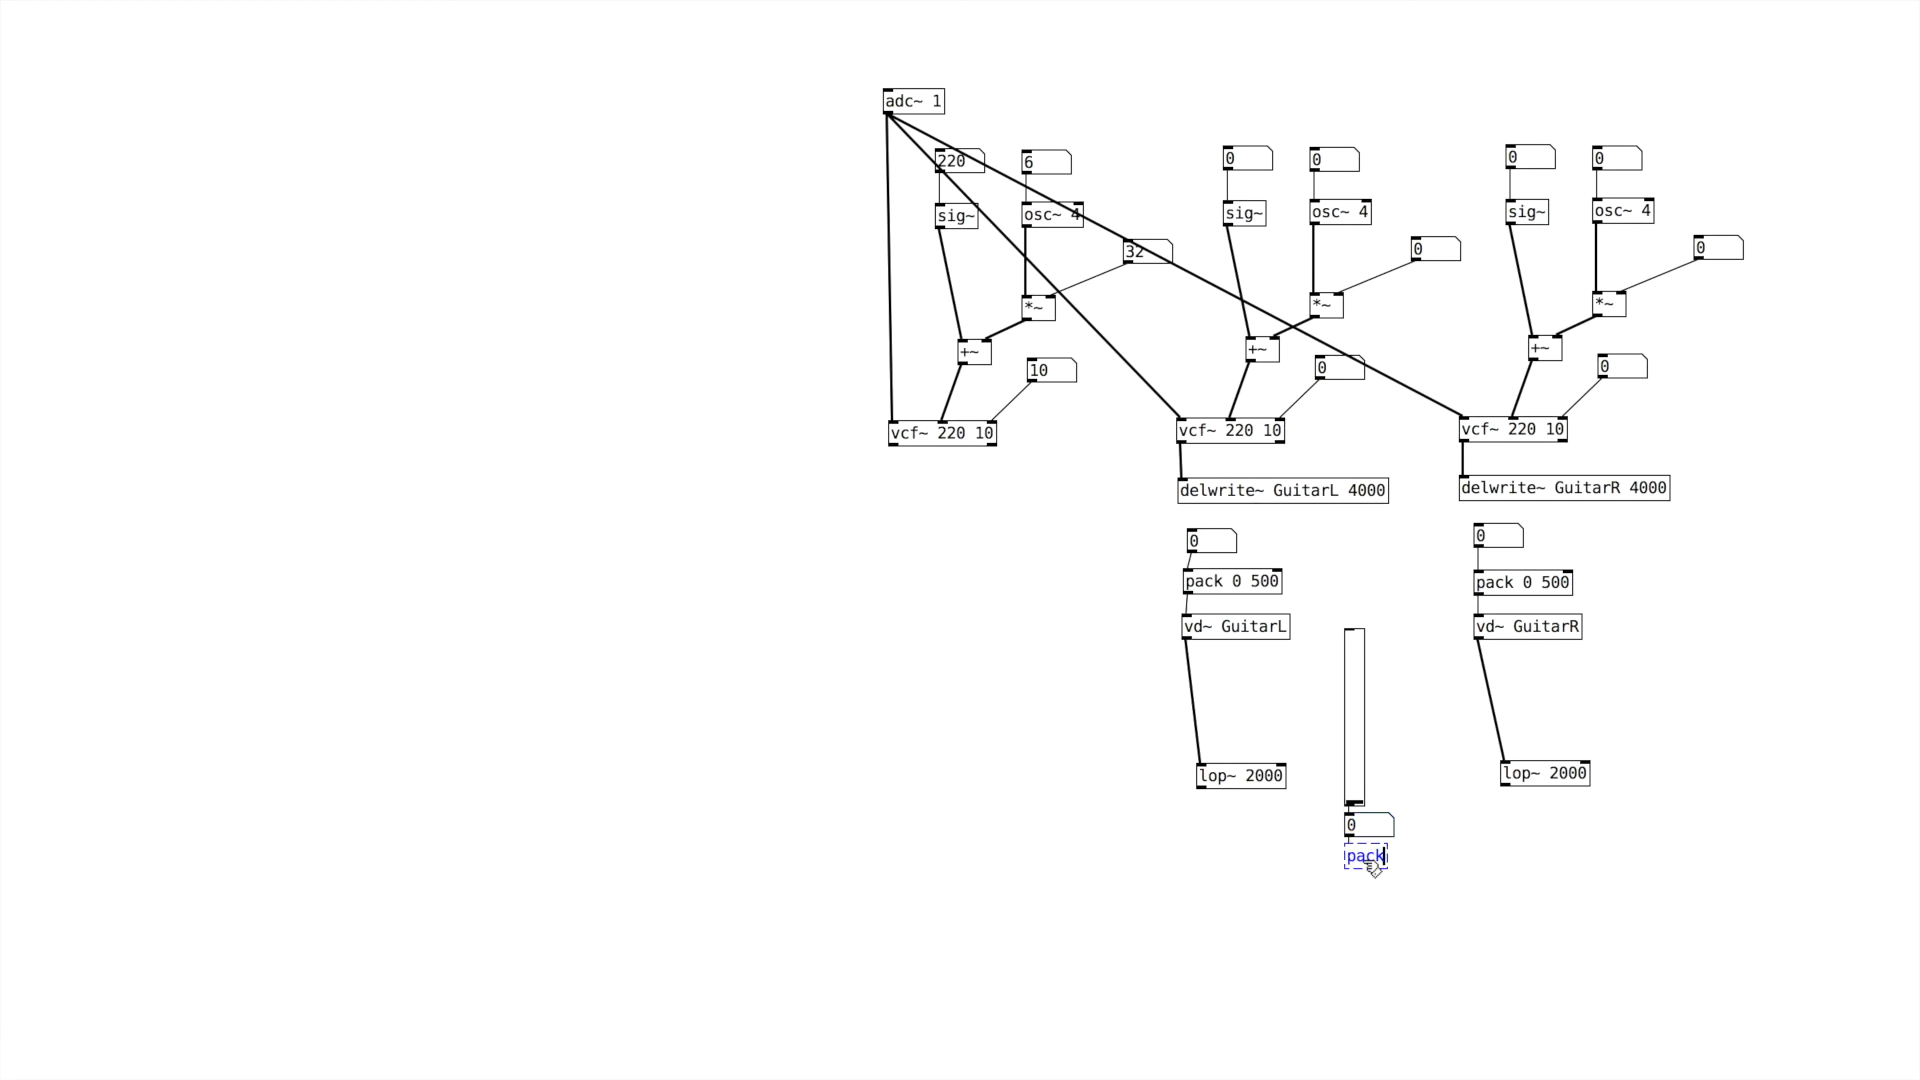 adc~ 1
220
6
0
0
0
0
sig~
osc~ 4
sig~
osc~ 4
sig~
osc~ 4
32
0
0
*~
*~
*~
+~
+~
+~
10
0
0
vcf~ 220 10
vcf~ 220 10
vcf~ 220 10
delwrite~ GuitarL 4000
delwrite~ GuitarR 4000
0
0
pack 0 500
pack 0 500
vd~ GuitarL
vd~ GuitarR
lop~ 2000
lop~ 2000
0
pack